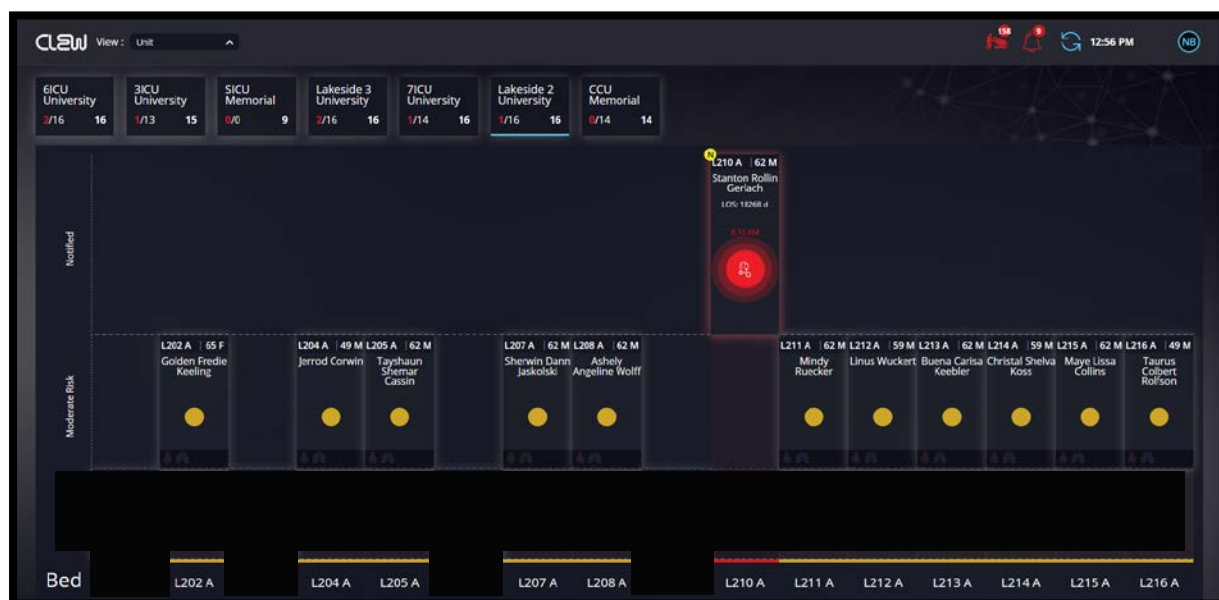 CLEW View : Unit 158 9 12:56 PM NB
6ICU University 2/16 16
3ICU University 1/13 15
SICU Memorial 0/0 9
Lakeside 3 University 2/16 16
7ICU University 1/14 16
Lakeside 2 University 1/16 16
CCU Memorial 0/14 14
Notified
N
L210 A | 62 M
Stanton Rollin
Gerlach
LOS: 18268 d
Moderate Risk
L202 A | 65 F
Golden Fredie
Keeling
L204 A | 49 M
Jerrod Corwin
L205 A | 62 M
Tayshaun
Shemar
Cassin
L207 A | 62 M
Sherwin Dann
Jaskolski
L208 A | 62 M
Ashely
Angeline Wolff
L211 A | 62 M
Mindy
Ruecker
L212 A | 59 M
Linus Wuckert
L213 A | 62 M
Buena Carisa
Keebler
L214 A | 59 M
Christal Shelva
Koss
L215 A | 62 M
Maye Lissa
Collins
L216 A | 49 M
Taurus
Colbert
Rolfson
Bed L202 A L204 A L205 A L207 A L208 A L210 A L211 A L212 A L213 A L214 A L215 A L216 A